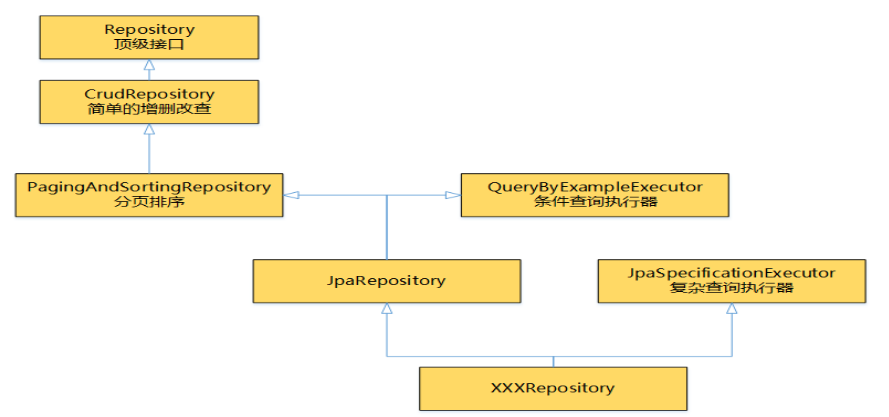 Repository
顶级接口
CrudRepository
简单的增删改查
PagingAndSortingRepository
分页排序
QueryByExampleExecutor
条件查询执行器
JpaRepository
JpaSpecificationExecutor
复杂查询执行器
XXXRepository